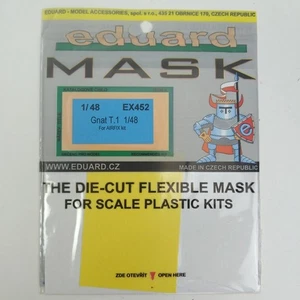 EDUARD - MODEL ACCESSORIES, spol. s r.o., 435 21 OBRNICE 170, CZECH REPUBLIC
eduard
MASK
1/48 EX452
Gnat T.1 1/48
For AIRFIX kit
WWW.EDUARD.CZ
MADE IN CZECH REPUBLIC
THE DIE-CUT FLEXIBLE MASK
FOR SCALE PLASTIC KITS
ZDE OTEVŘÍT OPEN HERE